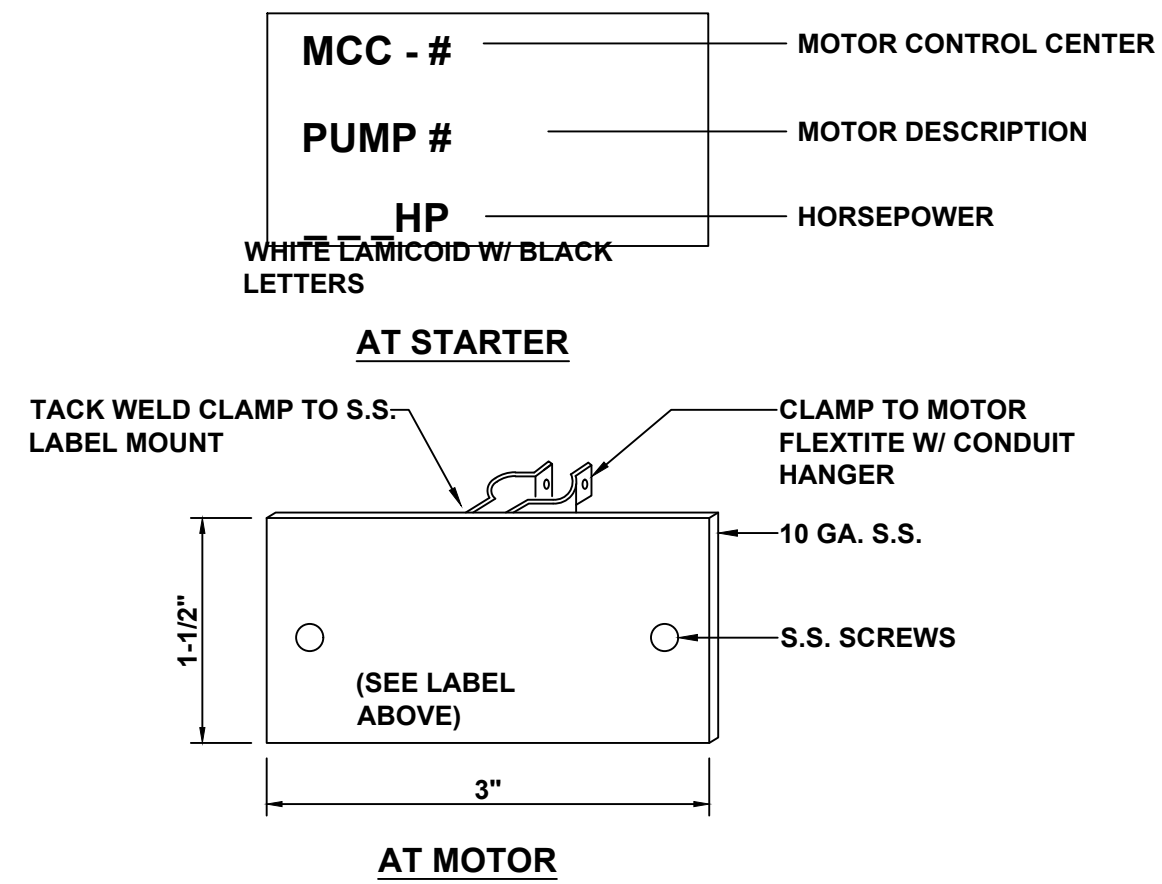 MCC - #
MOTOR CONTROL CENTER
PUMP #
MOTOR DESCRIPTION
_ _ _HP
HORSEPOWER
WHITE LAMICOID W/ BLACK
LETTERS
AT STARTER
TACK WELD CLAMP TO S.S.
LABEL MOUNT
CLAMP TO MOTOR
FLEXTITE W/ CONDUIT
HANGER
10 GA. S.S.
1-1/2"
S.S. SCREWS
(SEE LABEL
ABOVE)
3"
AT MOTOR